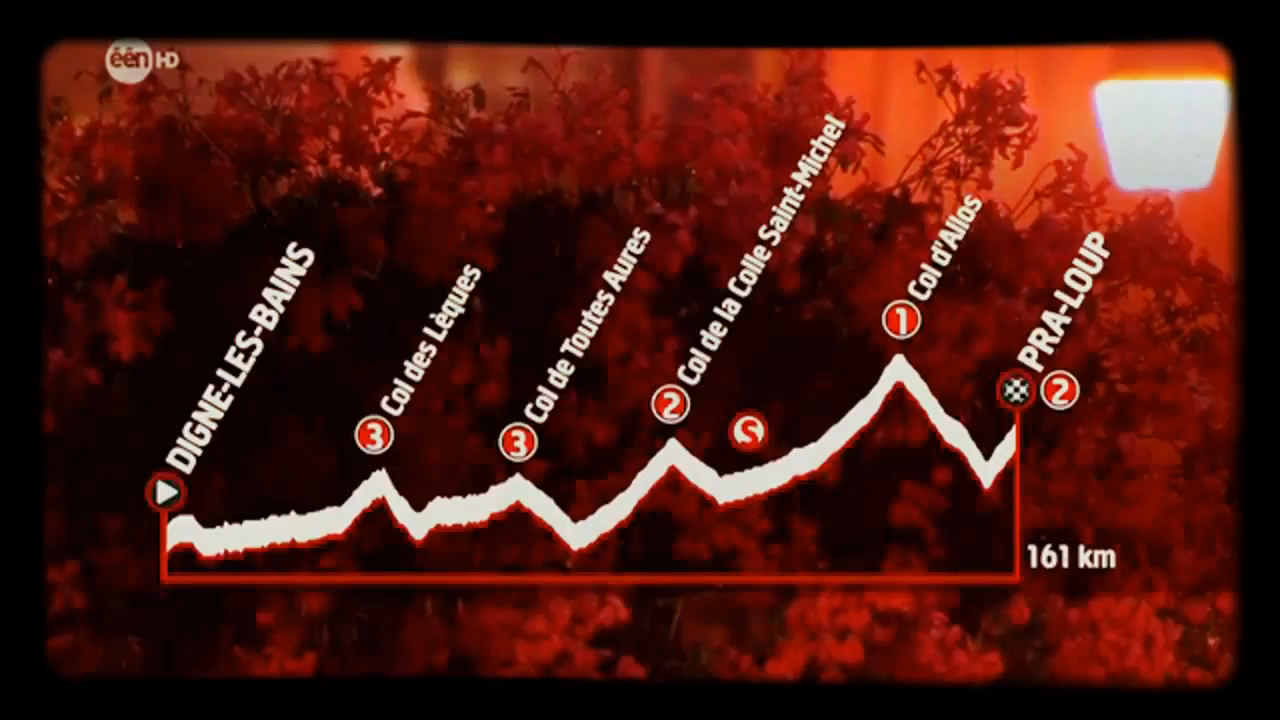 één HD
DIGNE-LES-BAINS
3 Col des Lèques
3 Col de Toutes Aures
2 Col de la Colle Saint-Michel
S
1 Col d'Allos
PRA-LOUP
2
161 km